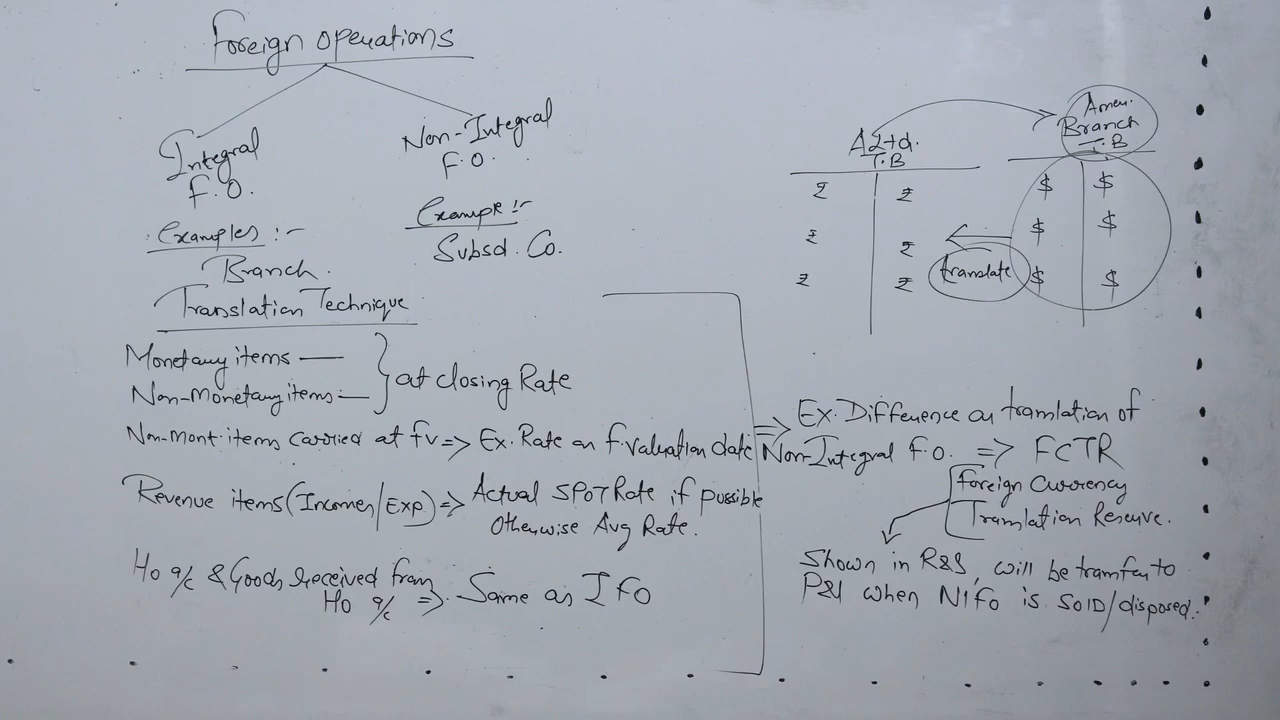 Foreign operations
Integral
F.O.
Non-Integral
F.O.
Examples :-
Branch.
Example :-
Subsd. Co.
Translation Technique
Monetary items —
Non-Monetary items — } at closing Rate
Non-Mont. items carried at fv => Ex. Rate on f. valuation date
Revenue items (Incomes/Exp) => Actual SPOT Rate if possible
Otherwise Avg Rate.
HO a/c & Goods received from
HO a/c => Same as IFO
T.B
₹ ₹
₹ ₹
₹ ₹
Amer.
Branch
T.B
$ $
$ $
$ $
translate
=> Ex. Difference on translation of
Non-Integral f.o. => FCTR
Foreign Currency
Translation Reserve.
Shown in R&S, will be transfer to
P&l when NIFO is SOlD/disposed.